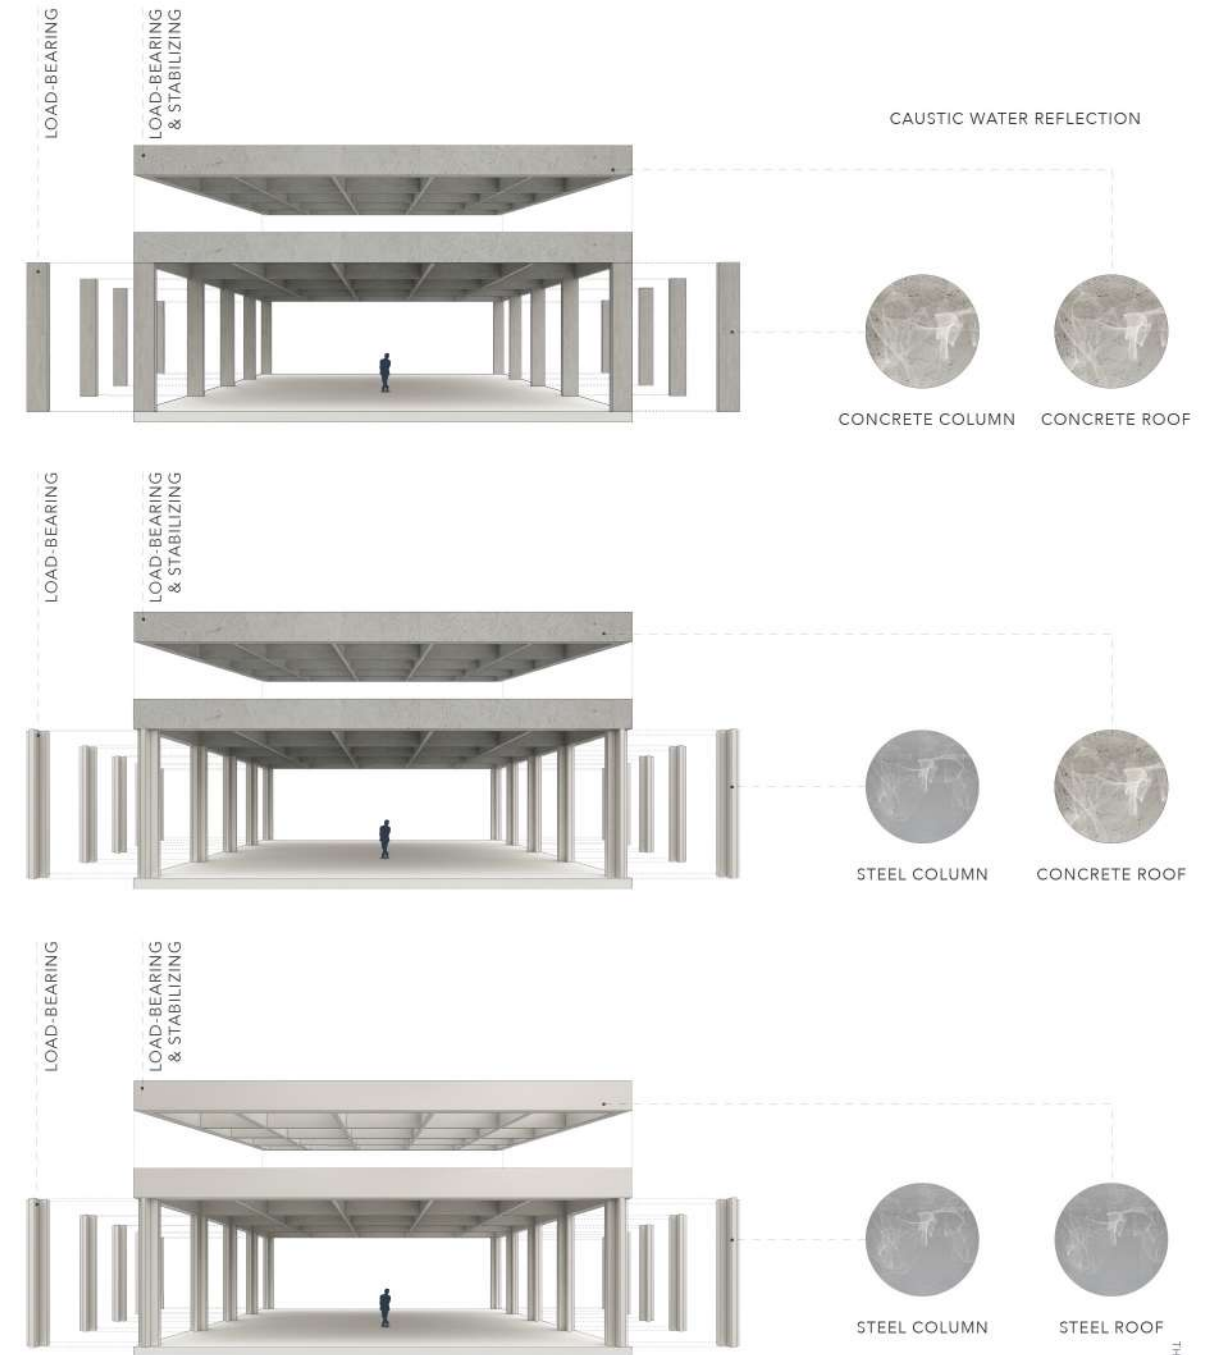 LOAD-BEARING
LOAD-BEARING
& STABILIZING
CAUSTIC WATER REFLECTION
CONCRETE COLUMN
CONCRETE ROOF
LOAD-BEARING
LOAD-BEARING
& STABILIZING
STEEL COLUMN
CONCRETE ROOF
LOAD-BEARING
LOAD-BEARING
& STABILIZING
STEEL COLUMN
STEEL ROOF